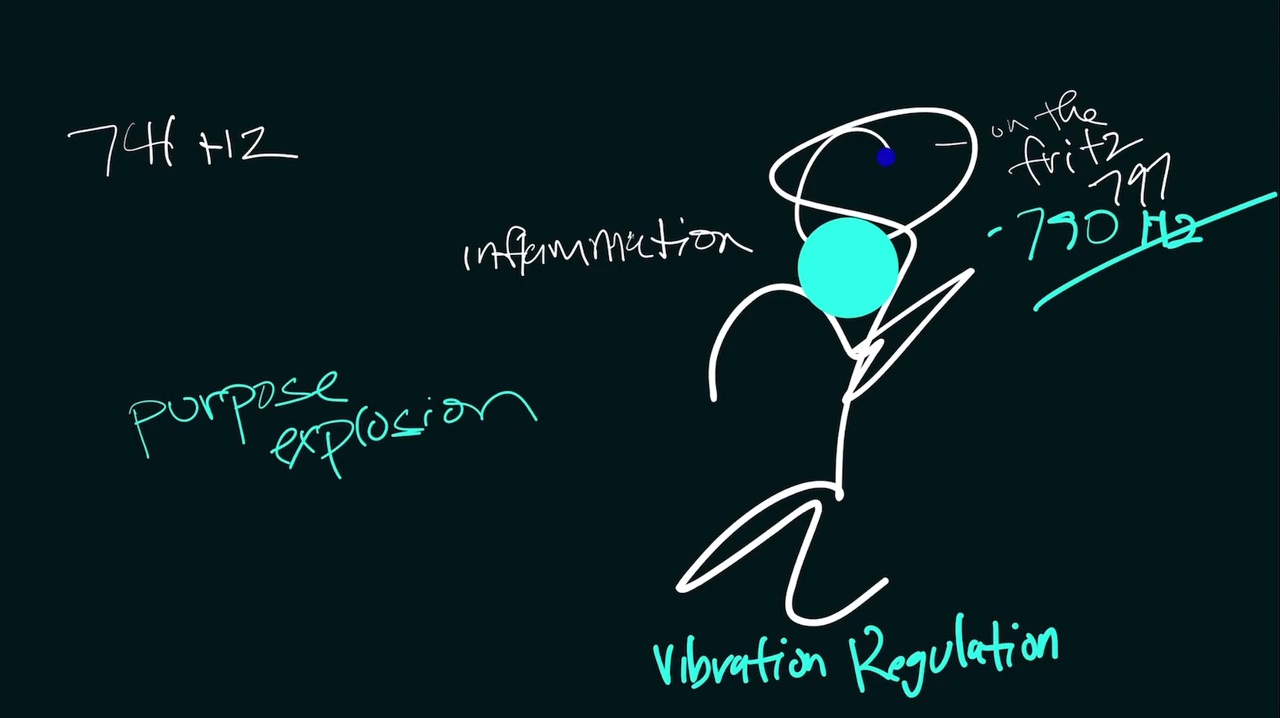 741 Hz
on the
fritz
797
- 790 Hz
inflammation
purpose
explosion
Vibration Regulation